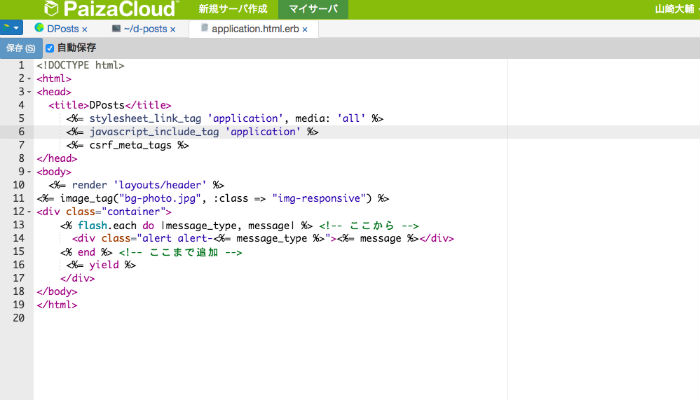 PaizaCloud 新規サーバ作成 マイサーバ 山崎大輔
DPosts × ~/d-posts × application.html.erb ×
保存(S) 自動保存
1 <!DOCTYPE html>
2 <html>
3 <head>
4 <title>DPosts</title>
5 <%= stylesheet_link_tag 'application', media: 'all' %>
6 <%= javascript_include_tag 'application' %>
7 <%= csrf_meta_tags %>
8 </head>
9 <body>
10 <%= render 'layouts/header' %>
11 <%= image_tag("bg-photo.jpg", :class => "img-responsive") %>
12 <div class="container">
13 <% flash.each do |message_type, message| %> <!-- ここから -->
14 <div class="alert alert-<%= message_type %>"><%= message %></div>
15 <% end %> <!-- ここまで追加 -->
16 <%= yield %>
17 </div>
18 </body>
19 </html>
20